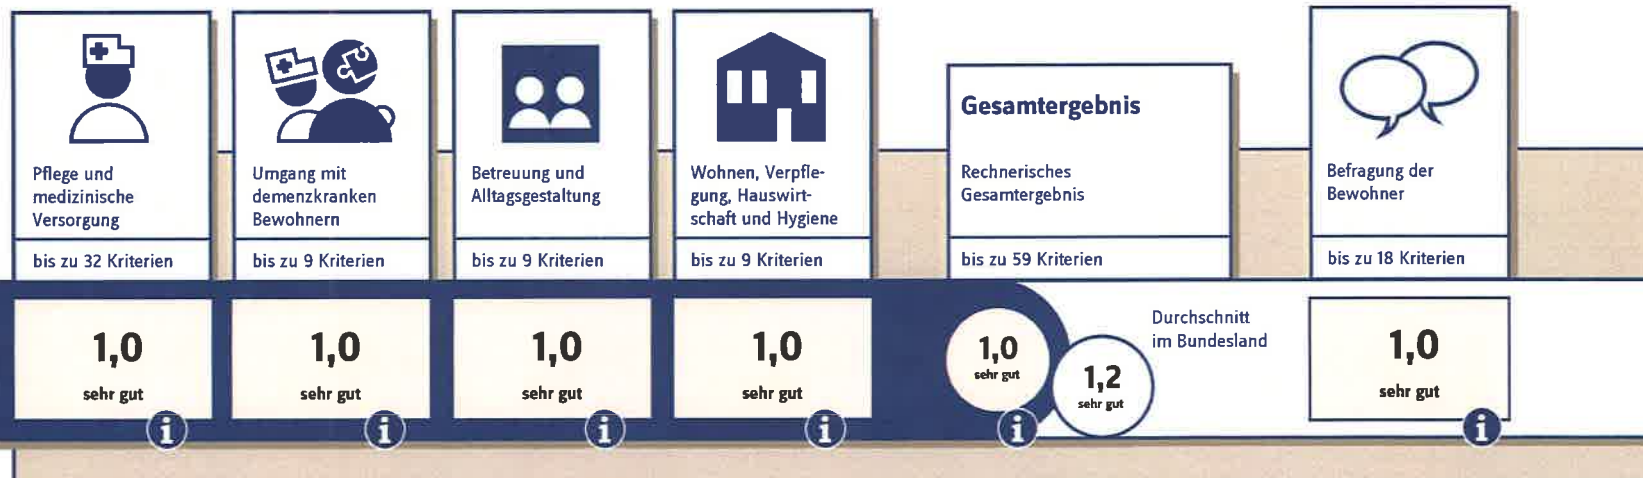 Pflege und
medizinische
Versorgung
bis zu 32 Kriterien
1,0
sehr gut
i
Umgang mit
demenzkranken
Bewohnern
bis zu 9 Kriterien
1,0
sehr gut
i
Betreuung und
Alltagsgestaltung
bis zu 9 Kriterien
1,0
sehr gut
i
Wohnen, Verpfle-
gung, Hauswirt-
schaft und Hygiene
bis zu 9 Kriterien
1,0
sehr gut
i
Gesamtergebnis
Rechnerisches
Gesamtergebnis
bis zu 59 Kriterien
1,0
sehr gut
i
Durchschnitt
im Bundesland
1,2
sehr gut
Befragung der
Bewohner
bis zu 18 Kriterien
1,0
sehr gut
i